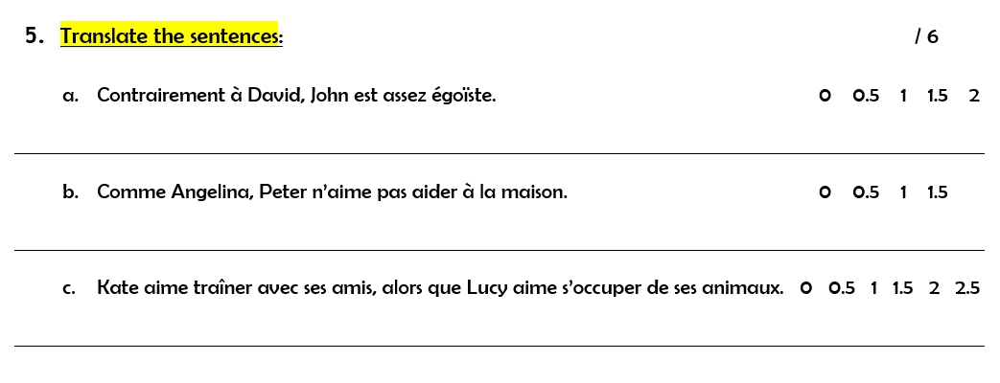 5. Translate the sentences: / 6
a. Contrairement à David, John est assez égoïste. 0 0.5 1 1.5 2
b. Comme Angelina, Peter n’aime pas aider à la maison. 0 0.5 1 1.5
c. Kate aime traîner avec ses amis, alors que Lucy aime s’occuper de ses animaux. 0 0.5 1 1.5 2 2.5